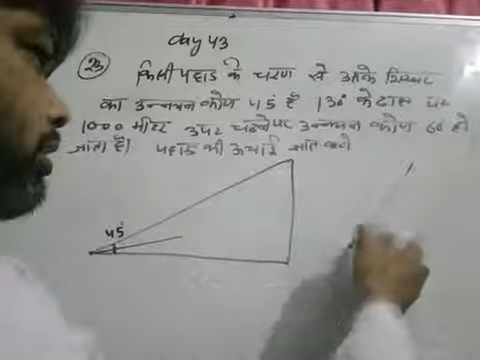 Day 43
23 किसी पहाड़ के चरण से उसके शिखर
का उन्नयन कोण 45 है 30° के ढाल पर
1000 मीटर ऊपर चढ़ने पर उन्नयन कोण 60 हो
जाता है। पहाड़ की ऊंचाई ज्ञात करो
45